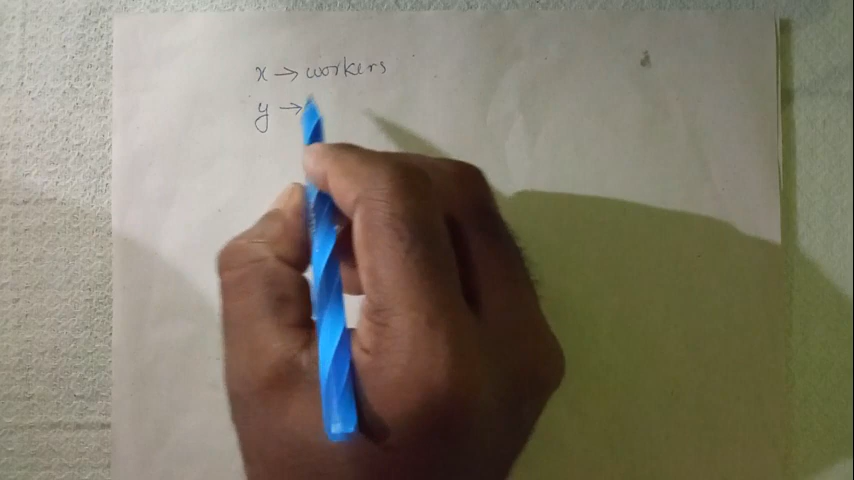 x → workers
y →